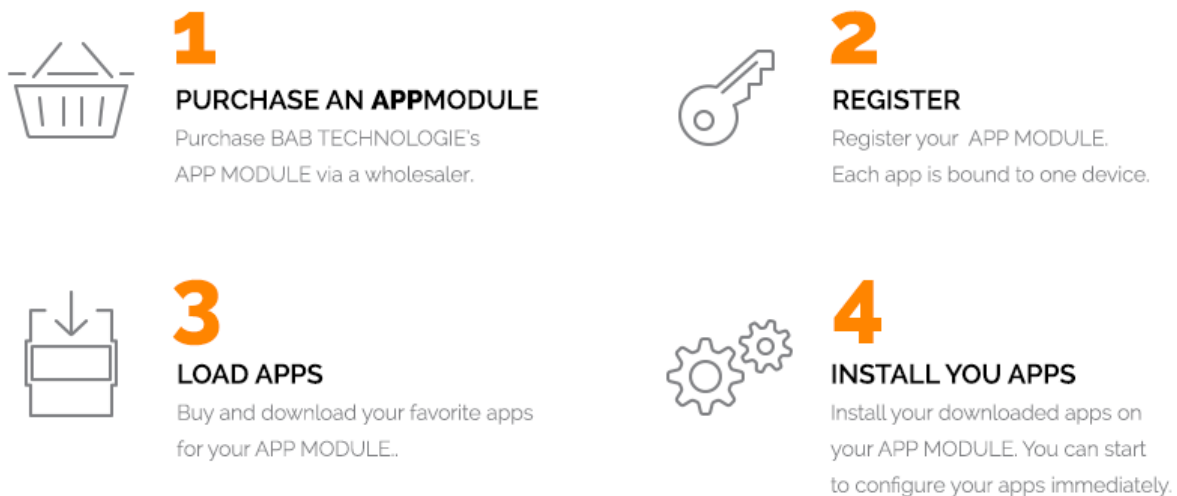 1
PURCHASE AN APPMODULE
Purchase BAB TECHNOLOGIE's
APP MODULE via a wholesaler.
2
REGISTER
Register your APP MODULE.
Each app is bound to one device.
3
LOAD APPS
Buy and download your favorite apps
for your APP MODULE..
4
INSTALL YOU APPS
Install your downloaded apps on
your APP MODULE. You can start
to configure your apps immediately.